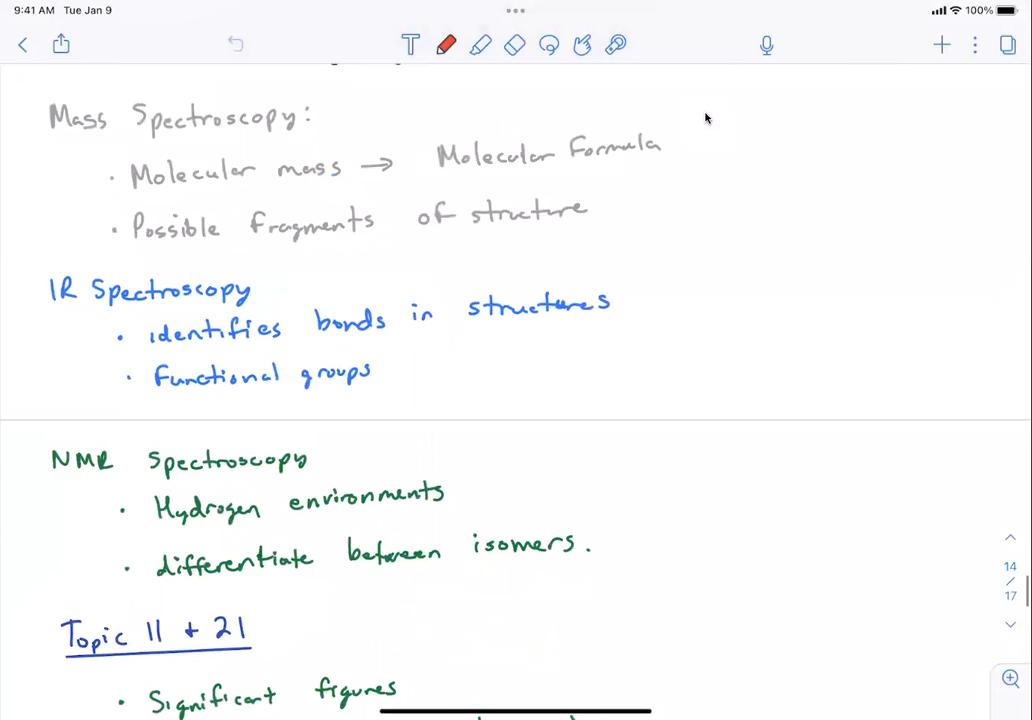 9:41 AM Tue Jan 9
100%
Mass Spectroscopy:
· Molecular mass → Molecular Formula
· Possible fragments of structure
IR Spectroscopy
· identifies bonds in structures
· Functional groups
NMR Spectroscopy
· Hydrogen environments
· differentiate between isomers.
14
/
17
Topic 11 + 21
· Significant figures